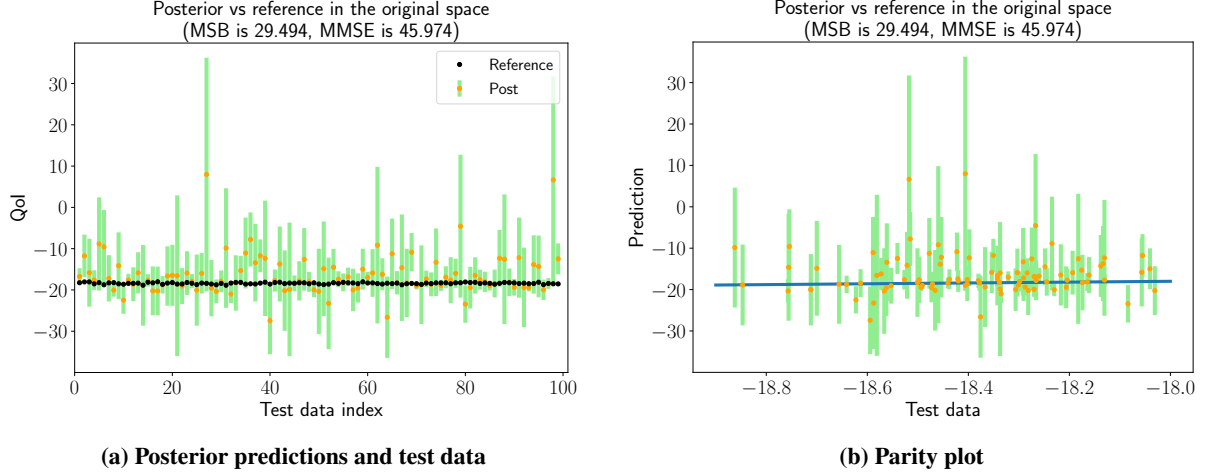 Posterior vs reference in the original space
(MSB is 29.494, MMSE is 45.974)
Reference
Post
30
20
10
0
−10
−20
−30
QoI
0
20
40
60
80
100
Test data index
(a) Posterior predictions and test data
Posterior vs reference in the original space
(MSB is 29.494, MMSE is 45.974)
30
20
10
0
−10
−20
−30
Prediction
−18.8
−18.6
−18.4
−18.2
−18.0
Test data
(b) Parity plot